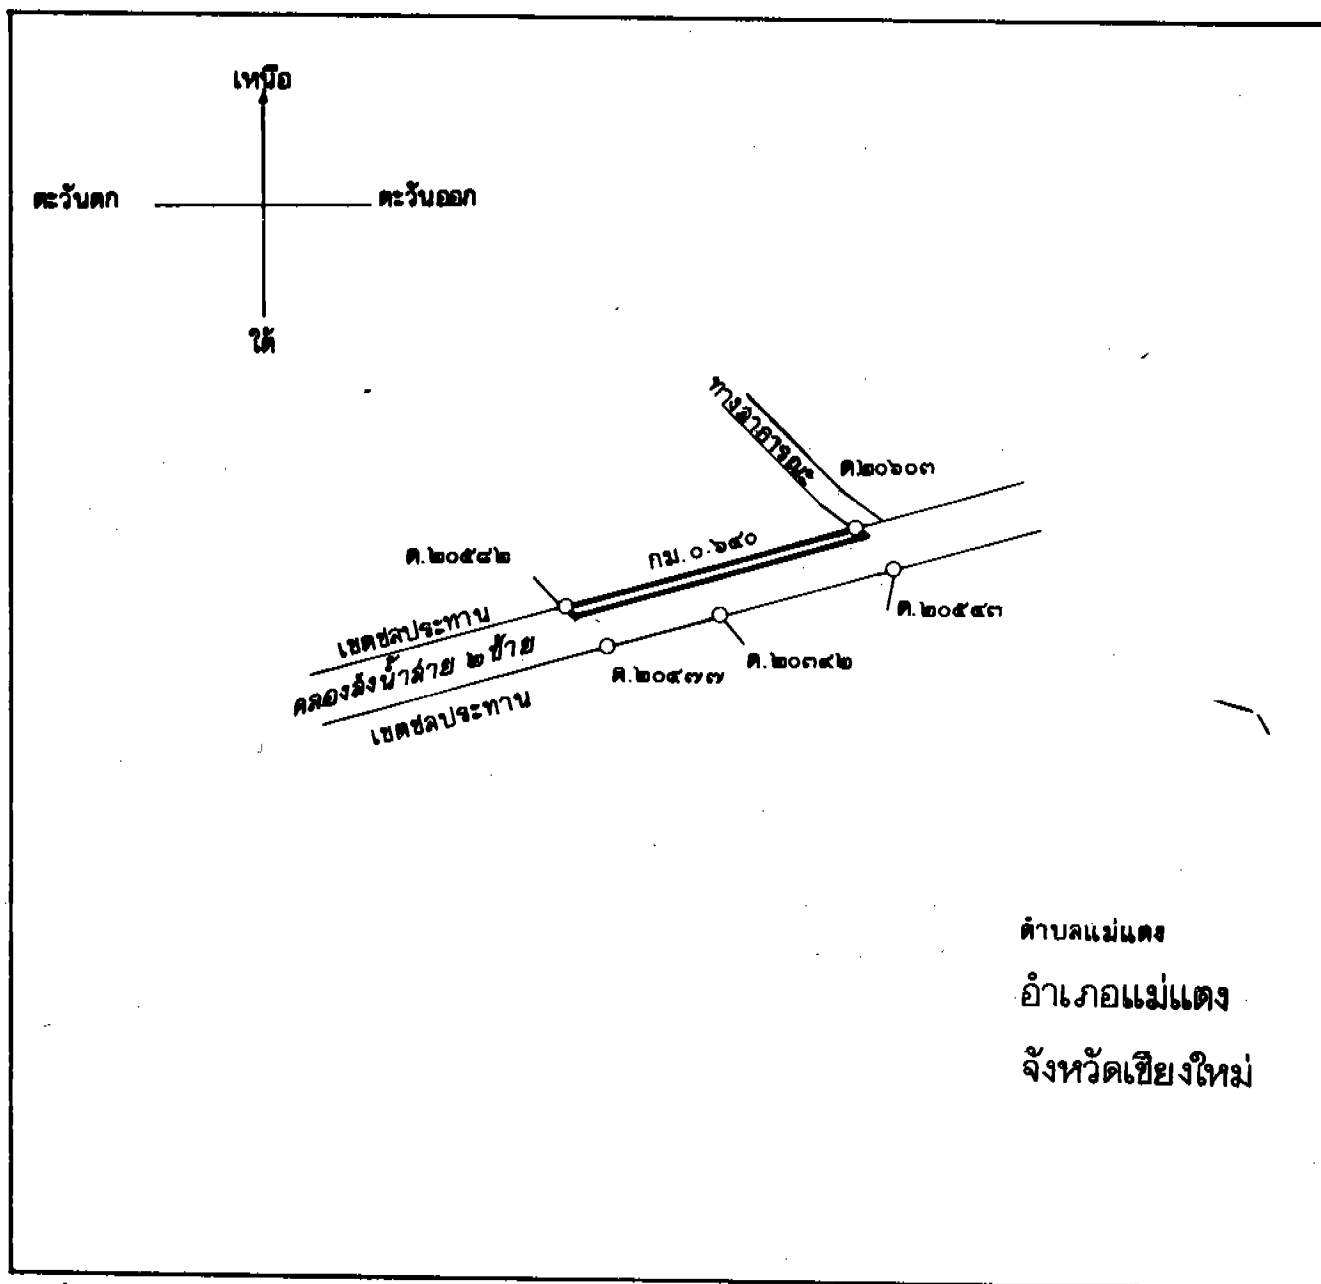 เหนือ
ตะวันตก
ตะวันออก
ใต้
ทางสาธารณะ
ต.๒๐๖๐๓
กม. ๐.๖๔๐
ต.๒๐๕๘๒
ต.๒๐๕๔๓
เขตชลประทาน
คลองส่งน้ำสาย ๒ ซ้าย
ต.๒๐๔๗๗
ต.๒๐๓๔๒
เขตชลประทาน
ตำบลแม่แตง
อำเภอแม่แตง
จังหวัดเชียงใหม่